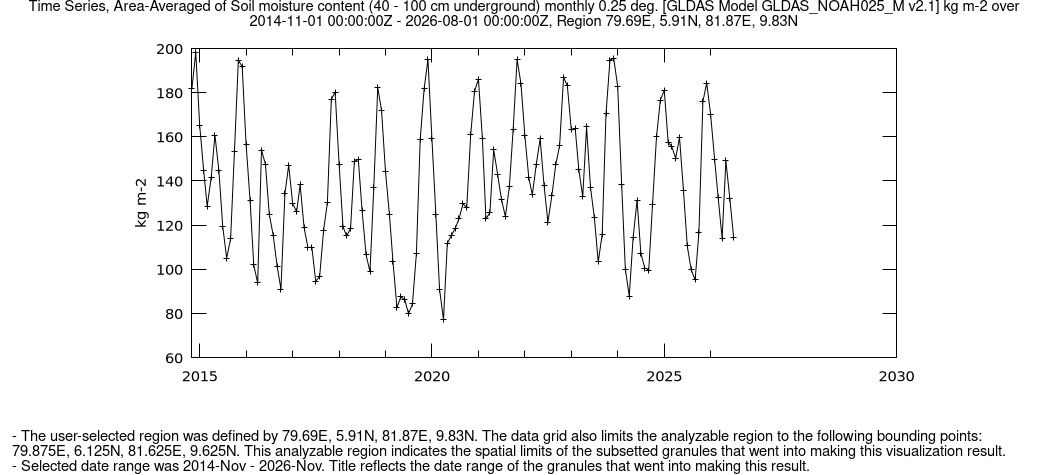 Time Series, Area-Averaged of Soil moisture content (40 - 100 cm underground) monthly 0.25 deg. [GLDAS Model GLDAS_NOAH025_M v2.1] kg m-2 over
2014-11-01 00:00:00Z - 2026-08-01 00:00:00Z, Region 79.69E, 5.91N, 81.87E, 9.83N
200
180
160
140
120
100
80
60
kg m-2
2015
2020
2025
2030
- The user-selected region was defined by 79.69E, 5.91N, 81.87E, 9.83N. The data grid also limits the analyzable region to the following bounding points:
79.875E, 6.125N, 81.625E, 9.625N. This analyzable region indicates the spatial limits of the subsetted granules that went into making this visualization result.
- Selected date range was 2014-Nov - 2026-Nov. Title reflects the date range of the granules that went into making this result.